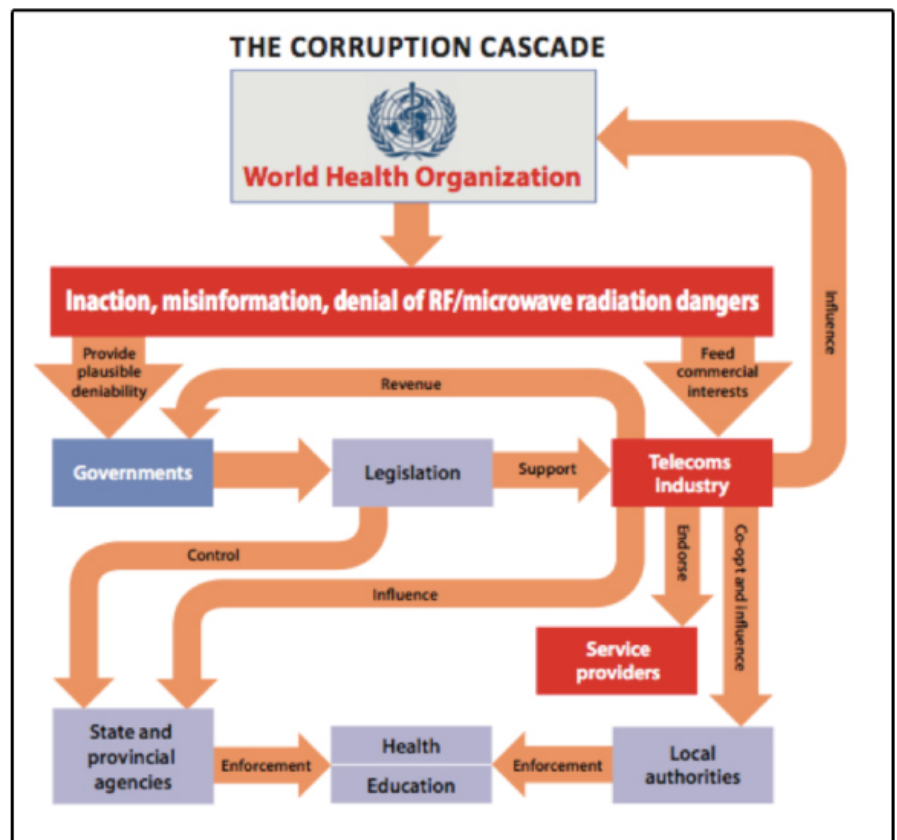 THE CORRUPTION CASCADE
World Health Organization
Inaction, misinformation, denial of RF/microwave radiation dangers
Provide
plausible
deniability
Feed
commercial
interests
Influence
Revenue
Governments
Legislation
Support
Telecoms
industry
Control
Influence
Endorse
Co-opt and influence
Service
providers
State and
provincial
agencies
Enforcement
Health
Education
Enforcement
Local
authorities